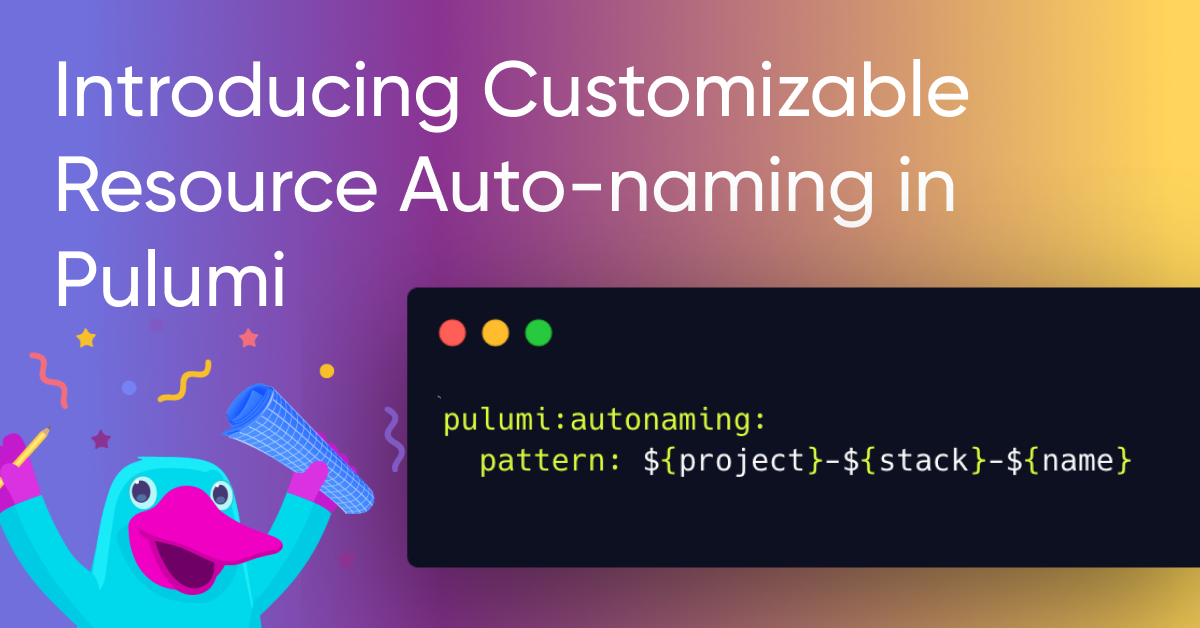 Introducing Customizable
Resource Auto-naming in
Pulumi
pulumi:autonaming:
  pattern: ${project}-${stack}-${name}